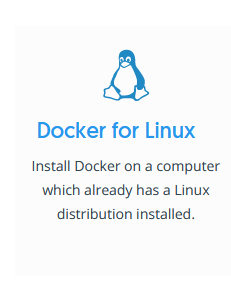 Docker for Linux
Install Docker on a computer
which already has a Linux
distribution installed.